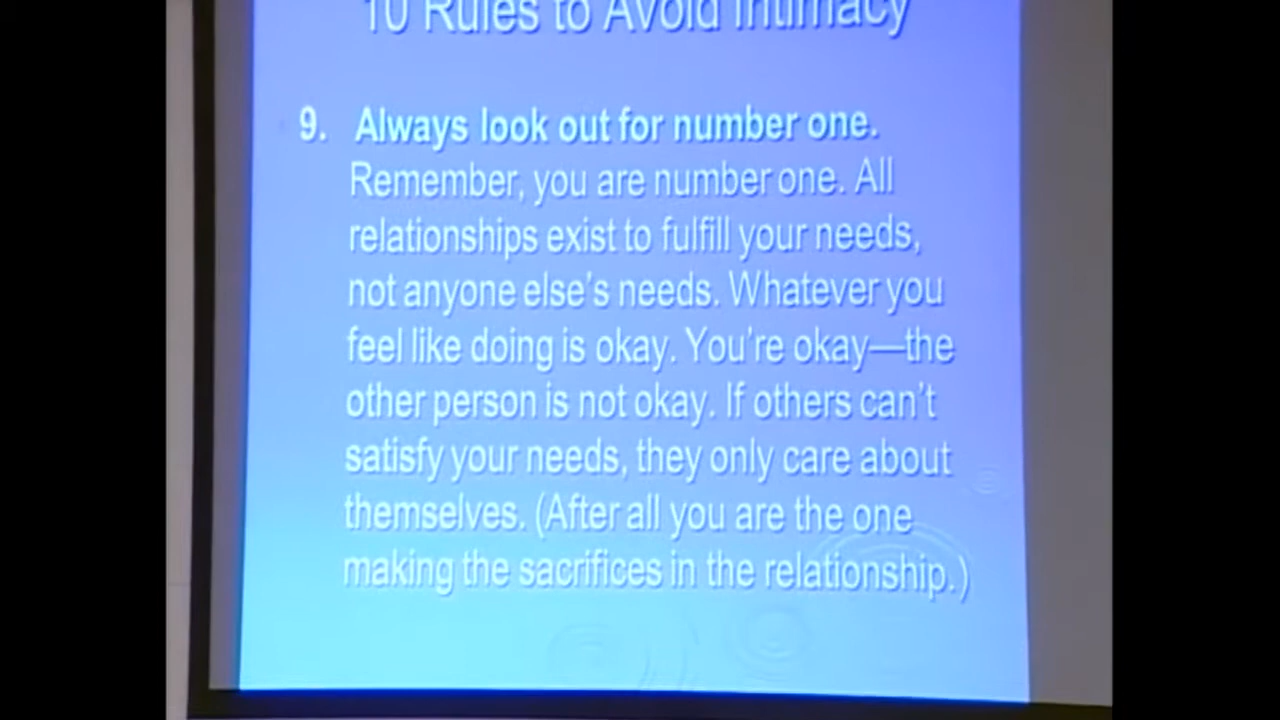 10 Rules to Avoid Intimacy
9. Always look out for number one.
Remember, you are number one. All
relationships exist to fulfill your needs,
not anyone else's needs. Whatever you
feel like doing is okay. You're okay—the
other person is not okay. If others can't
satisfy your needs, they only care about
themselves. (After all you are the one
making the sacrifices in the relationship.)